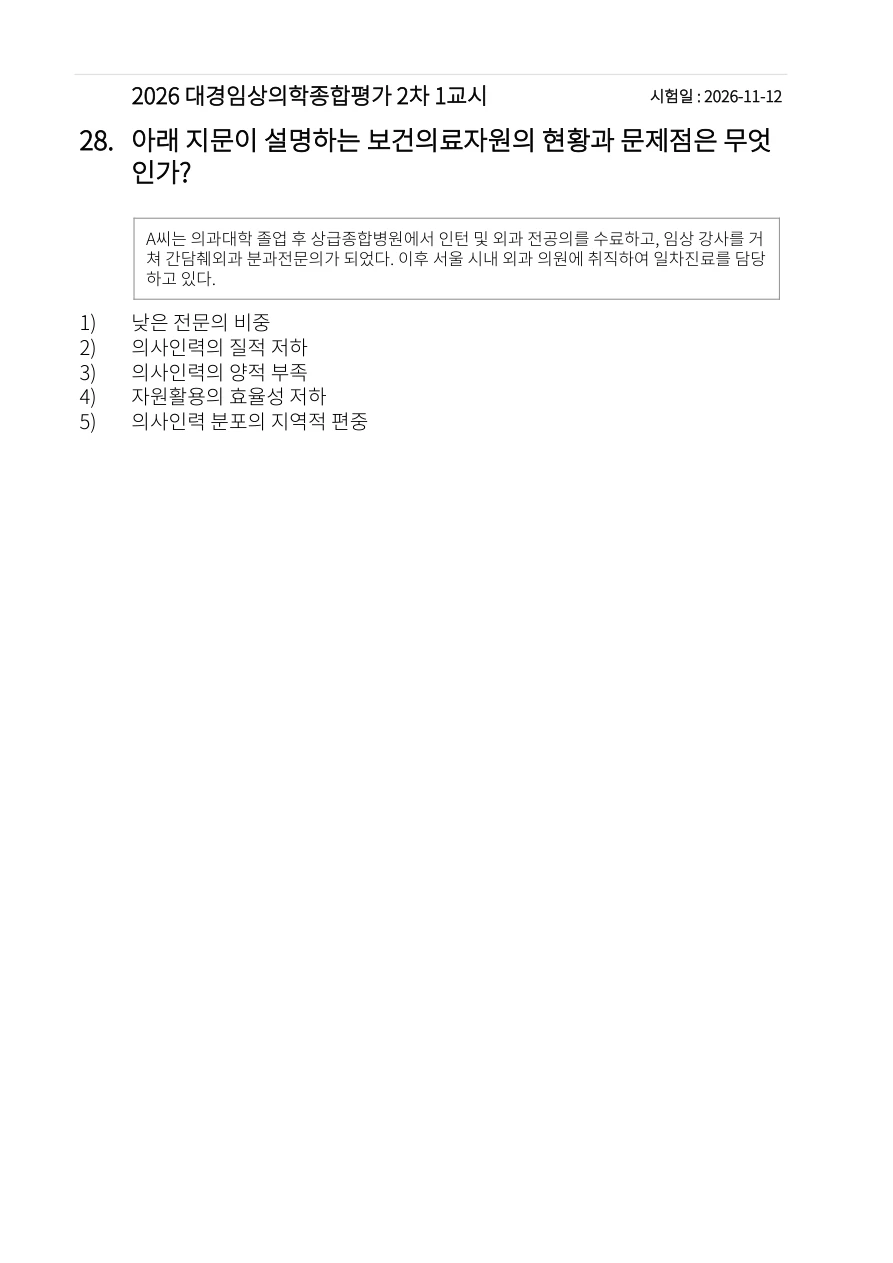 2026 대경임상의학종합평가 2차 1교시
시험일 : 2026-11-12
28. 아래 지문이 설명하는 보건의료자원의 현황과 문제점은 무엇
인가?
A씨는 의과대학 졸업 후 상급종합병원에서 인턴 및 외과 전공의를 수료하고, 임상 강사를 거
쳐 간담췌외과 분과전문의가 되었다. 이후 서울 시내 외과 의원에 취직하여 일차진료를 담당
하고 있다.
1) 낮은 전문의 비중
2) 의사인력의 질적 저하
3) 의사인력의 양적 부족
4) 자원활용의 효율성 저하
5) 의사인력 분포의 지역적 편중